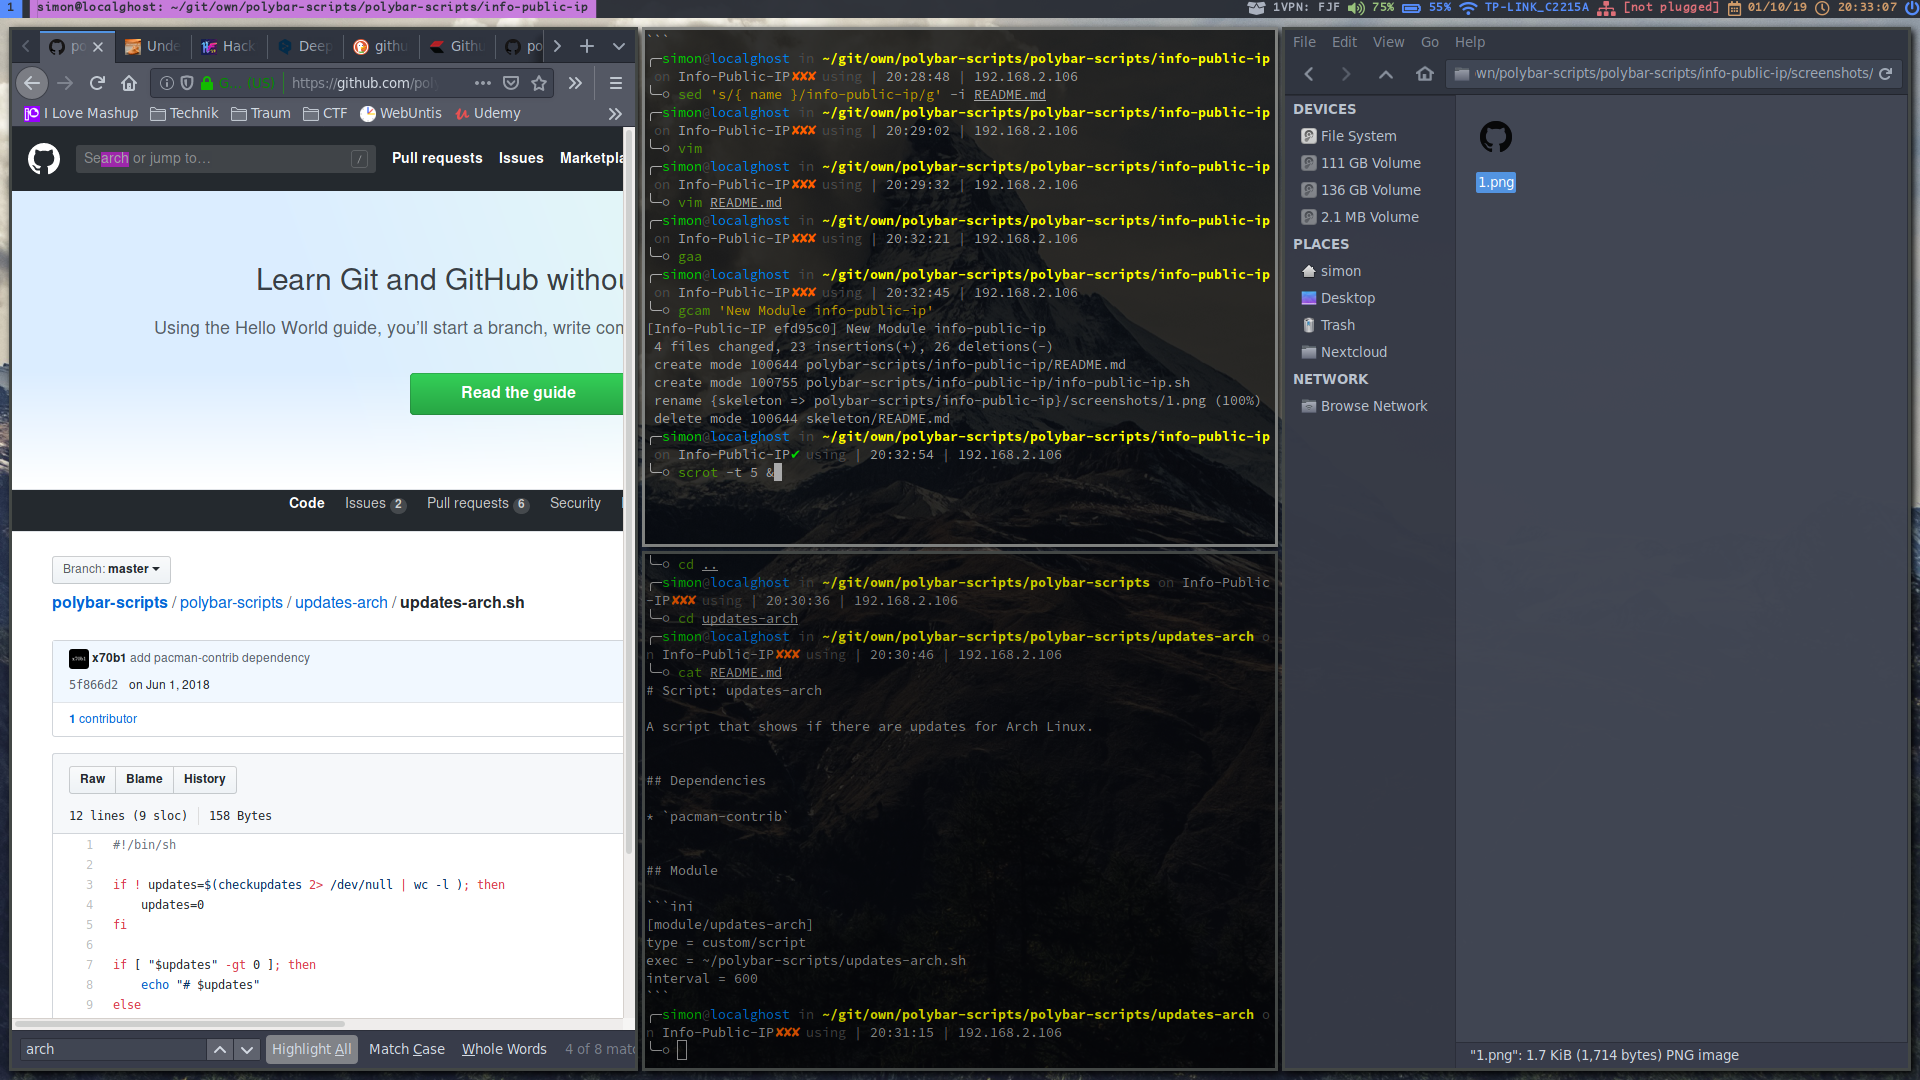 1 simon@localghost: ~/git/own/polybar-scripts/polybar-scripts/info-public-ip
1VPN: FJF 75% 55% TP-LINK_C2215A [not plugged] 01/10/19 20:33:07
po Unde Hack Deep githu Gith po
G... (US) https://github.com/pol
I Love Mashup Technik Traum CTF WebUntis Udemy
Search or jump to… / Pull requests Issues Marketpla
Learn Git and GitHub withou
Using the Hello World guide, you’ll start a branch, write com
Read the guide
Code Issues 2 Pull requests 6 Security
Branch: master
polybar-scripts / polybar-scripts / updates-arch / updates-arch.sh
x70b1 add pacman-contrib dependency
5f866d2 on Jun 1, 2018
1 contributor
Raw Blame History
12 lines (9 sloc) 158 Bytes
1 #!/bin/sh
2
3 if ! updates=$(checkupdates 2> /dev/null | wc -l ); then
4 updates=0
5 fi
6
7 if [ "$updates" -gt 0 ]; then
8 echo "# $updates"
9 else
arch Highlight All Match Case Whole Words 4 of 8 matc
```
simon@localghost in ~/git/own/polybar-scripts/polybar-scripts/info-public-ip
on Info-Public-IP✘✘✘ using | 20:28:48 | 192.168.2.106
sed 's/{ name }/info-public-ip/g' -i README.md
simon@localghost in ~/git/own/polybar-scripts/polybar-scripts/info-public-ip
on Info-Public-IP✘✘✘ using | 20:29:02 | 192.168.2.106
vim
simon@localghost in ~/git/own/polybar-scripts/polybar-scripts/info-public-ip
on Info-Public-IP✘✘✘ using | 20:29:32 | 192.168.2.106
vim README.md
simon@localghost in ~/git/own/polybar-scripts/polybar-scripts/info-public-ip
on Info-Public-IP✘✘✘ using | 20:32:21 | 192.168.2.106
gaa
simon@localghost in ~/git/own/polybar-scripts/polybar-scripts/info-public-ip
on Info-Public-IP✘✘✘ using | 20:32:45 | 192.168.2.106
gcam 'New Module info-public-ip'
[Info-Public-IP efd95c0] New Module info-public-ip
4 files changed, 23 insertions(+), 26 deletions(-)
create mode 100644 polybar-scripts/info-public-ip/README.md
create mode 100755 polybar-scripts/info-public-ip/info-public-ip.sh
rename {skeleton => polybar-scripts/info-public-ip}/screenshots/1.png (100%)
delete mode 100644 skeleton/README.md
simon@localghost in ~/git/own/polybar-scripts/polybar-scripts/info-public-ip
on Info-Public-IP✔ using | 20:32:54 | 192.168.2.106
scrot -t 5 &
cd ..
simon@localghost in ~/git/own/polybar-scripts/polybar-scripts on Info-Public
-IP✘✘✘ using | 20:30:36 | 192.168.2.106
cd updates-arch
simon@localghost in ~/git/own/polybar-scripts/polybar-scripts/updates-arch o
n Info-Public-IP✘✘✘ using | 20:30:46 | 192.168.2.106
cat README.md
# Script: updates-arch
A script that shows if there are updates for Arch Linux.
## Dependencies
* `pacman-contrib`
## Module
```ini
[module/updates-arch]
type = custom/script
exec = ~/polybar-scripts/updates-arch.sh
interval = 600
```
simon@localghost in ~/git/own/polybar-scripts/polybar-scripts/updates-arch o
n Info-Public-IP✘✘✘ using | 20:31:15 | 192.168.2.106
File Edit View Go Help
wn/polybar-scripts/polybar-scripts/info-public-ip/screenshots/
DEVICES
File System
111 GB Volume
136 GB Volume
2.1 MB Volume
PLACES
simon
Desktop
Trash
Nextcloud
NETWORK
Browse Network
1.png
"1.png": 1.7 KiB (1,714 bytes) PNG image